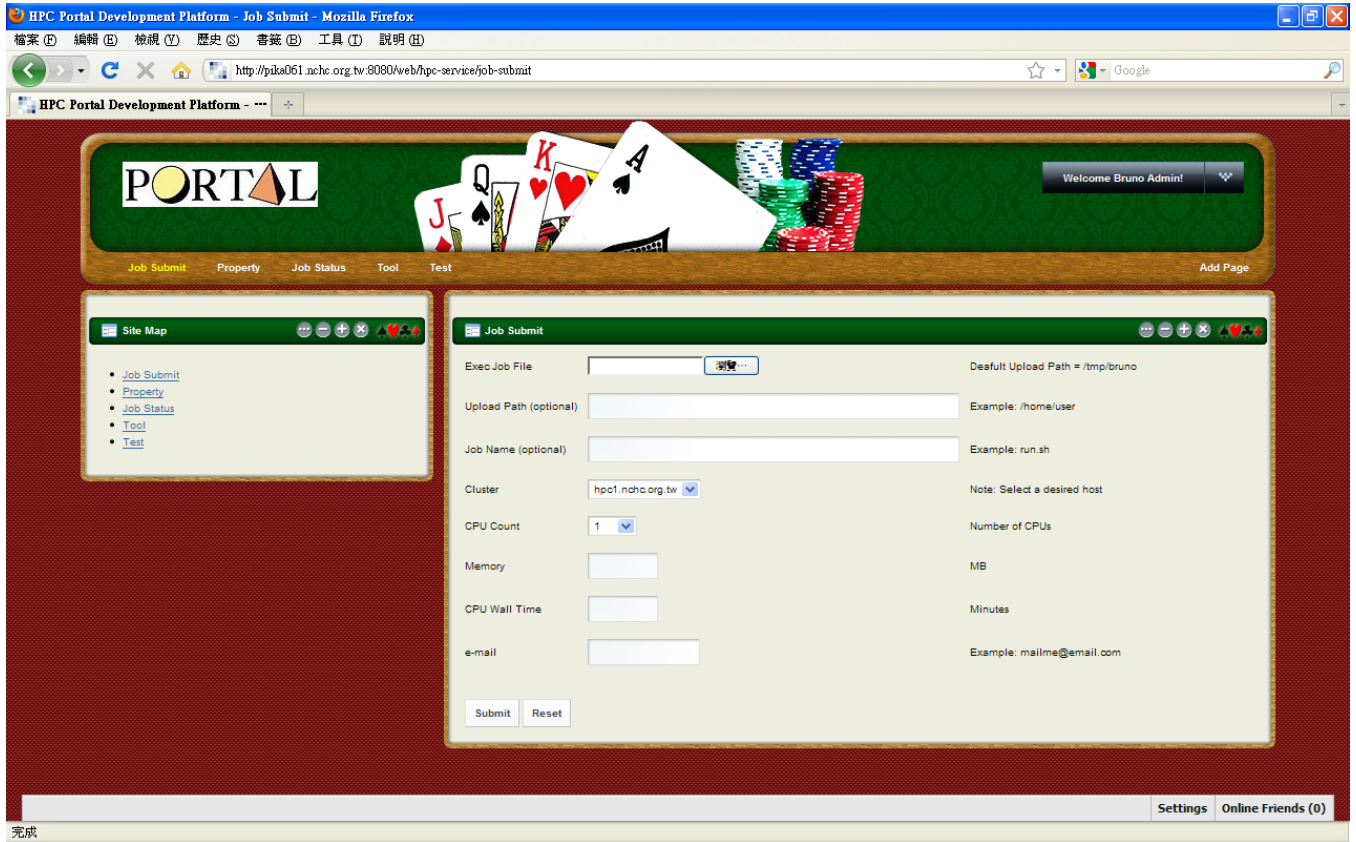 HPC Portal Development Platform - Job Submit - Mozilla Firefox
檔案(F) 編輯(E) 檢視(V) 歷史(S) 書籤(B) 工具(T) 說明(H)
http://pika061.nchc.org.tw:8080/web/hpc-service/job-submit
Google
HPC Portal Development Platform - ...
PORTAL
J Q K A
Welcome Bruno Admin!
Job Submit Property Job Status Tool Test Add Page
Site Map
Job Submit
Property
Job Status
Tool
Test
Job Submit
Exec Job File 瀏覽... Deafult Upload Path = /tmp/bruno
Upload Path (optional) Example: /home/user
Job Name (optional) Example: run.sh
Cluster hpc1.nchc.org.tw Note: Select a desired host
CPU Count 1 Number of CPUs
Memory MB
CPU Wall Time Minutes
e-mail Example: mailme@email.com
Submit Reset
Settings Online Friends (0)
完成